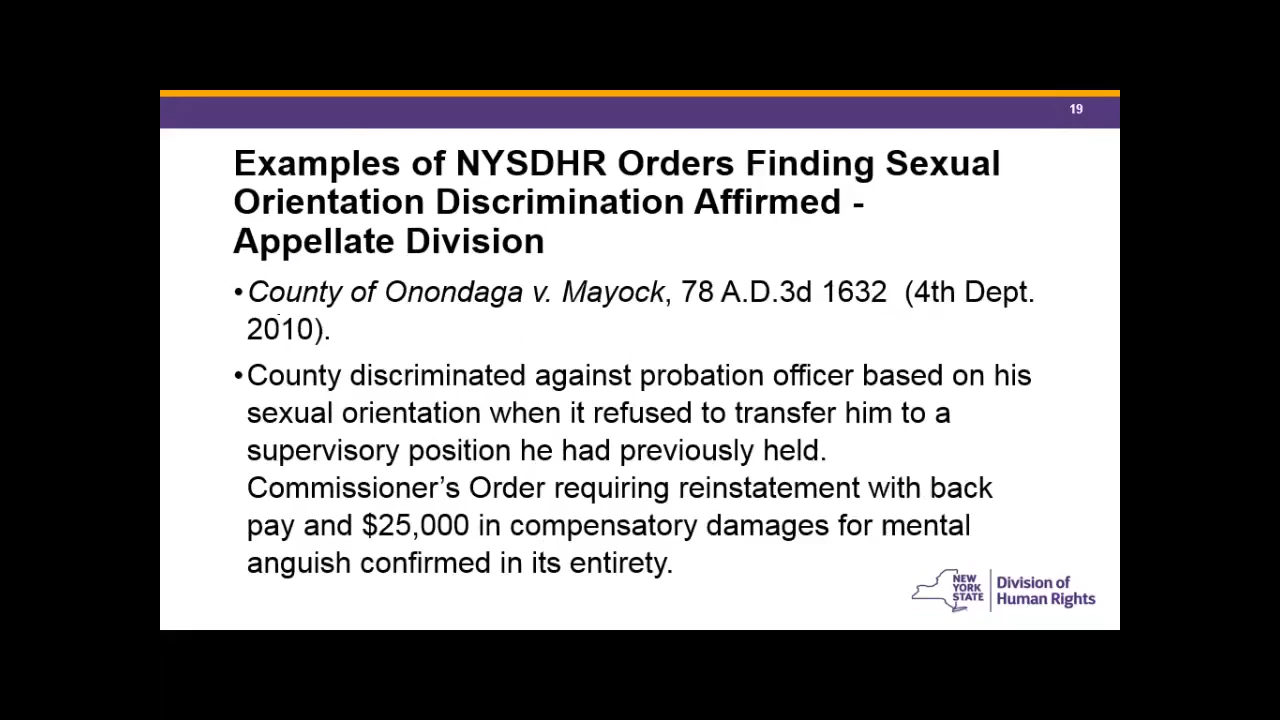 19
Examples of NYSDHR Orders Finding Sexual
Orientation Discrimination Affirmed -
Appellate Division
•County of Onondaga v. Mayock, 78 A.D.3d 1632  (4th Dept.
2010).
•County discriminated against probation officer based on his
sexual orientation when it refused to transfer him to a
supervisory position he had previously held.
Commissioner’s Order requiring reinstatement with back
pay and $25,000 in compensatory damages for mental
anguish confirmed in its entirety.
NEW
YORK
STATE
Division of
Human Rights